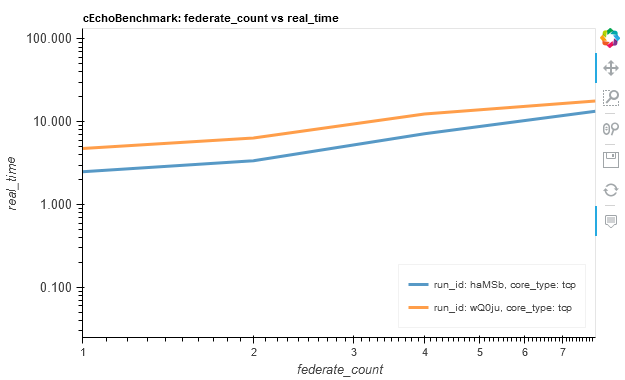 cEchoBenchmark: federate_count vs real_time
100.000
10.000
1.000
0.100
real_time
run_id: haMSb, core_type: tcp
run_id: wQ0ju, core_type: tcp
1
2
3
4
5
6
7
federate_count